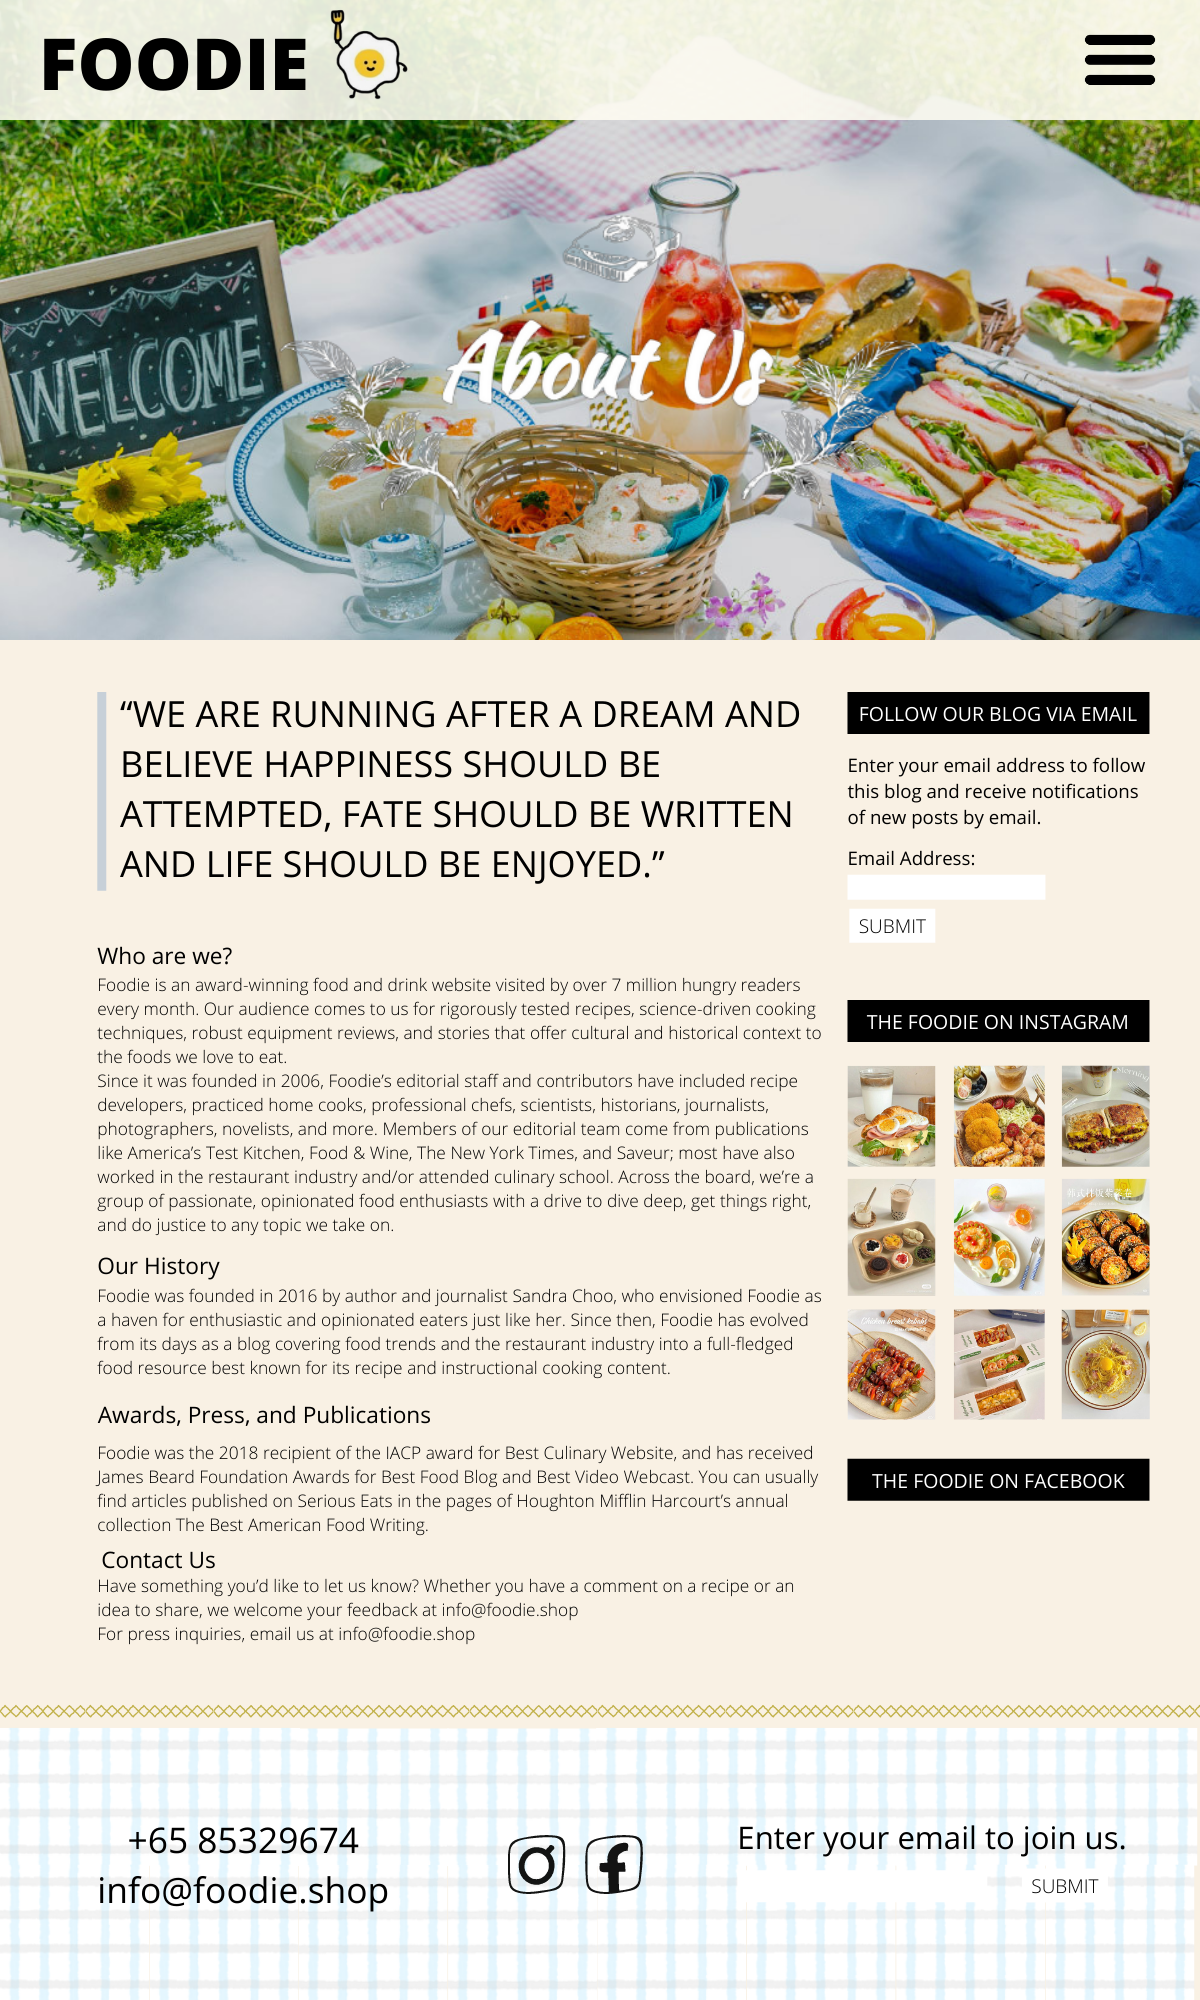 FOODIE
WELCOME
About Us
“WE ARE RUNNING AFTER A DREAM AND
BELIEVE HAPPINESS SHOULD BE
ATTEMPTED, FATE SHOULD BE WRITTEN
AND LIFE SHOULD BE ENJOYED.”
Who are we?
Foodie is an award-winning food and drink website visited by over 7 million hungry readers
every month. Our audience comes to us for rigorously tested recipes, science-driven cooking
techniques, robust equipment reviews, and stories that offer cultural and historical context to
the foods we love to eat.
Since it was founded in 2006, Foodie’s editorial staff and contributors have included recipe
developers, practiced home cooks, professional chefs, scientists, historians, journalists,
photographers, novelists, and more. Members of our editorial team come from publications
like America’s Test Kitchen, Food & Wine, The New York Times, and Saveur; most have also
worked in the restaurant industry and/or attended culinary school. Across the board, we’re a
group of passionate, opinionated food enthusiasts with a drive to dive deep, get things right,
and do justice to any topic we take on.
Our History
Foodie was founded in 2016 by author and journalist Sandra Choo, who envisioned Foodie as
a haven for enthusiastic and opinionated eaters just like her. Since then, Foodie has evolved
from its days as a blog covering food trends and the restaurant industry into a full-fledged
food resource best known for its recipe and instructional cooking content.
Awards, Press, and Publications
Foodie was the 2018 recipient of the IACP award for Best Culinary Website, and has received
James Beard Foundation Awards for Best Food Blog and Best Video Webcast. You can usually
find articles published on Serious Eats in the pages of Houghton Mifflin Harcourt’s annual
collection The Best American Food Writing.
Contact Us
Have something you’d like to let us know? Whether you have a comment on a recipe or an
idea to share, we welcome your feedback at info@foodie.shop
For press inquiries, email us at info@foodie.shop
FOLLOW OUR BLOG VIA EMAIL
Enter your email address to follow
this blog and receive notifications
of new posts by email.
Email Address:
SUBMIT
THE FOODIE ON INSTAGRAM
Chicken breast kebabs
THE FOODIE ON FACEBOOK
+65 85329674
info@foodie.shop
Enter your email to join us.
SUBMIT